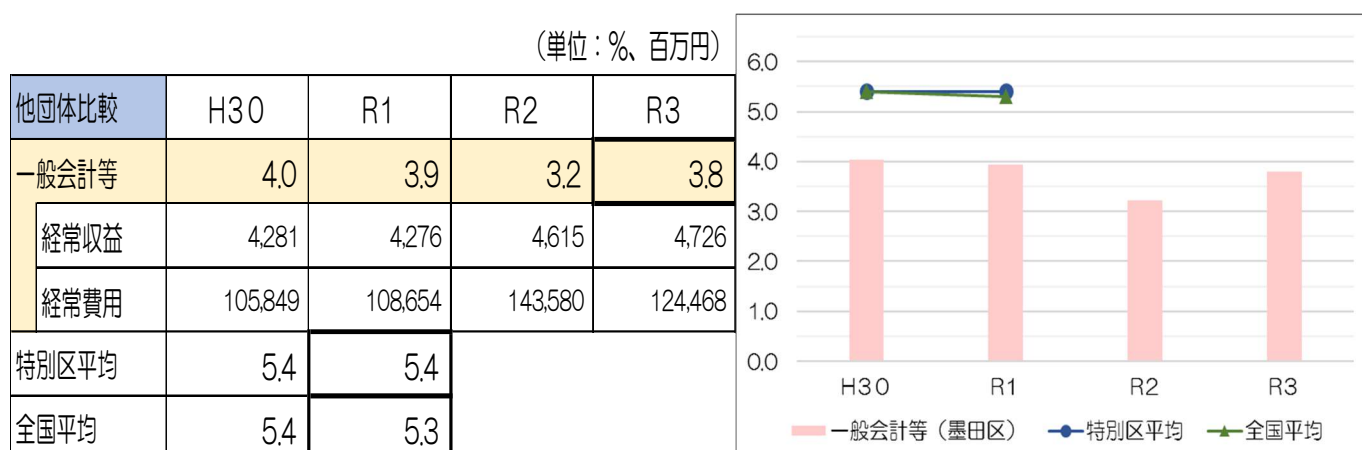 （単位：％、百万円）
他団体比較 H30 R1 R2 R3
一般会計等 4.0 3.9 3.2 3.8
経常収益 4,281 4,276 4,615 4,726
経常費用 105,849 108,654 143,580 124,468
特別区平均 5.4 5.4
全国平均 5.4 5.3
6.0
5.0
4.0
3.0
2.0
1.0
0.0
H30 R1 R2 R3
一般会計等（墨田区） 特別区平均 全国平均